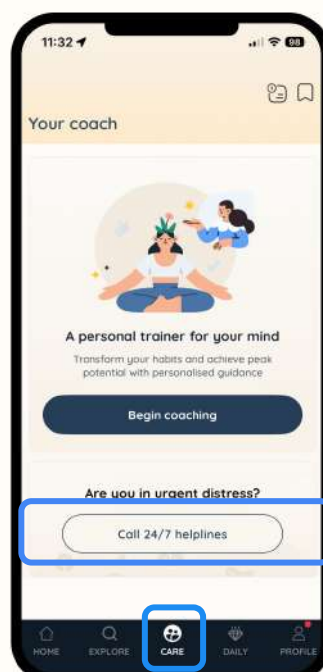 11:32
98
Your coach
A personal trainer for your mind
Transform your habits and achieve peak
potential with personalised guidance
Begin coaching
Are you in urgent distress?
Call 24/7 helplines
HOME EXPLORE CARE DAILY PROFILE